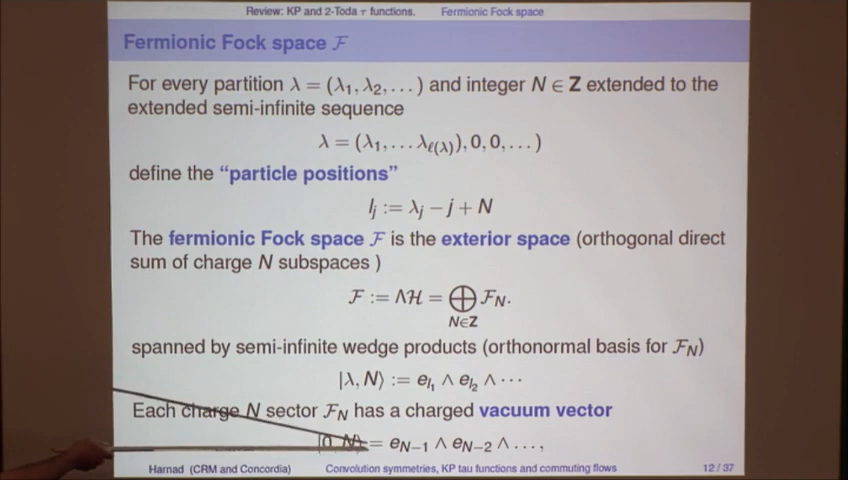 Review: KP and 2-Toda τ functions. Fermionic Fock space
Fermionic Fock space ℱ
For every partition λ = (λ₁, λ₂, . . . ) and integer N ∈ Z extended to the
extended semi-infinite sequence
λ = (λ₁, . . . λ_{ℓ(λ)}), 0, 0, . . . )
define the “particle positions”
l_j := λ_j − j + N
The fermionic Fock space ℱ is the exterior space (orthogonal direct
sum of charge N subspaces )
ℱ := Λℋ = ⊕ ℱ_N.
N∈Z
spanned by semi-infinite wedge products (orthonormal basis for ℱ_N)
|λ, N⟩ := e_{l₁} ∧ e_{l₂} ∧ · · ·
Each charge N sector ℱ_N has a charged vacuum vector
|0, N⟩ = e_{N−1} ∧ e_{N−2} ∧ . . . ,
Harnad (CRM and Concordia) Convolution symmetries, KP tau functions and commuting flows 12 / 37